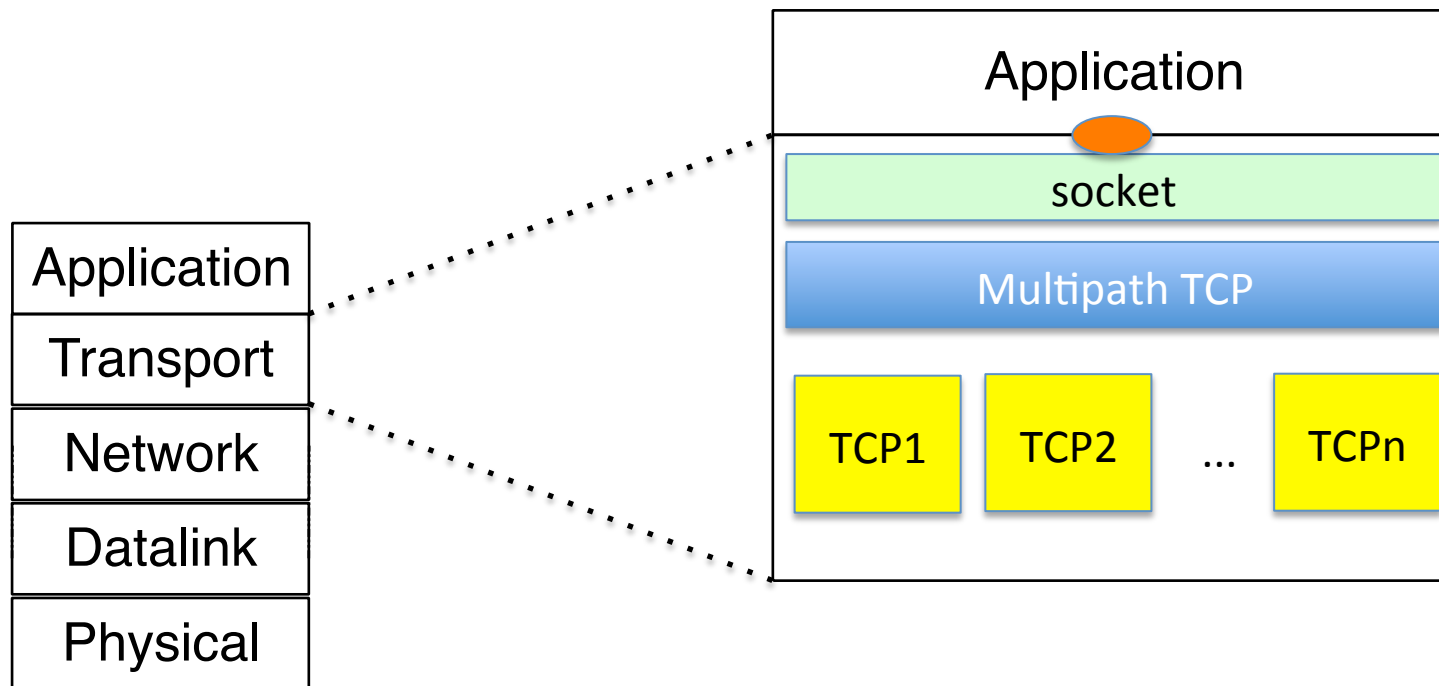 Application
Transport
Network
Datalink
Physical
Application
socket
Multipath TCP
TCP1 TCP2 ... TCPn